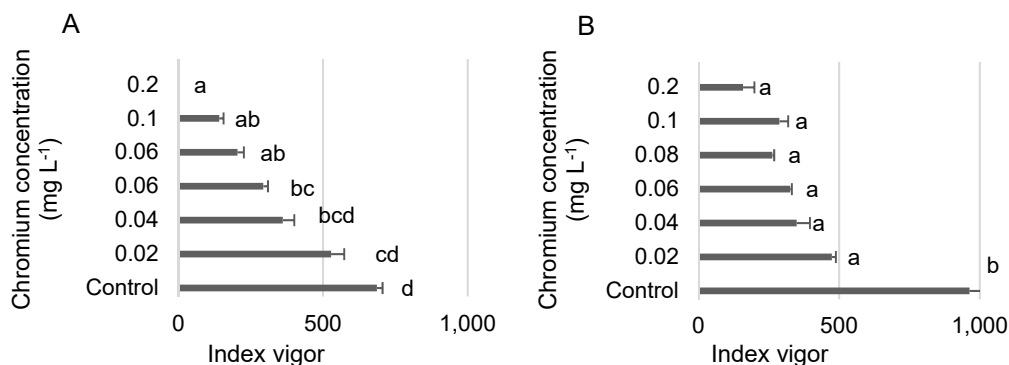 A
Chromium concentration
(mg L-1)
0.2
a
0.1
ab
0.06
ab
0.06
bc
0.04
bcd
0.02
cd
Control
d
0
500
1,000
Index vigor
B
Chromium concentration
(mg L-1)
0.2
a
0.1
a
0.08
a
0.06
a
0.04
a
0.02
a
Control
b
0
500
1,000
Index vigor